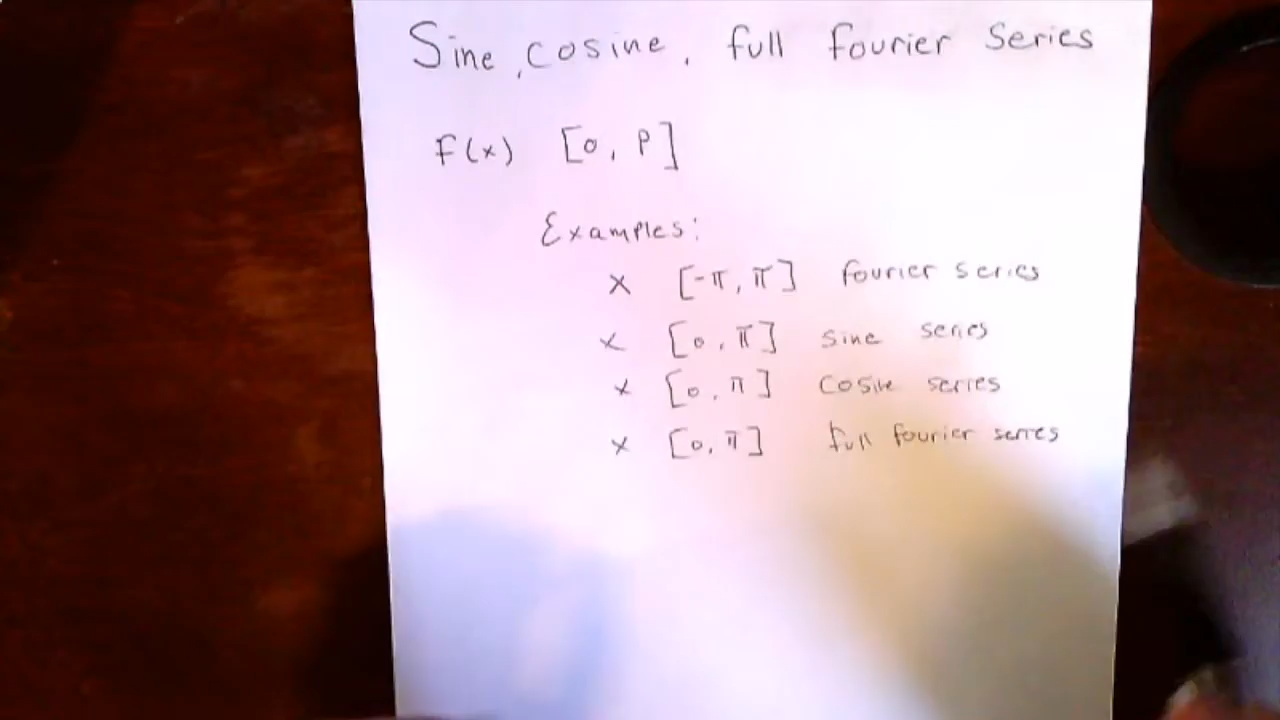 Sine, cosine, full fourier series
F(x) [0, P]
Examples:
x [-π, π] fourier series
x [0, π] sine series
x [0, π] cosine series
x [0, π] full fourier series